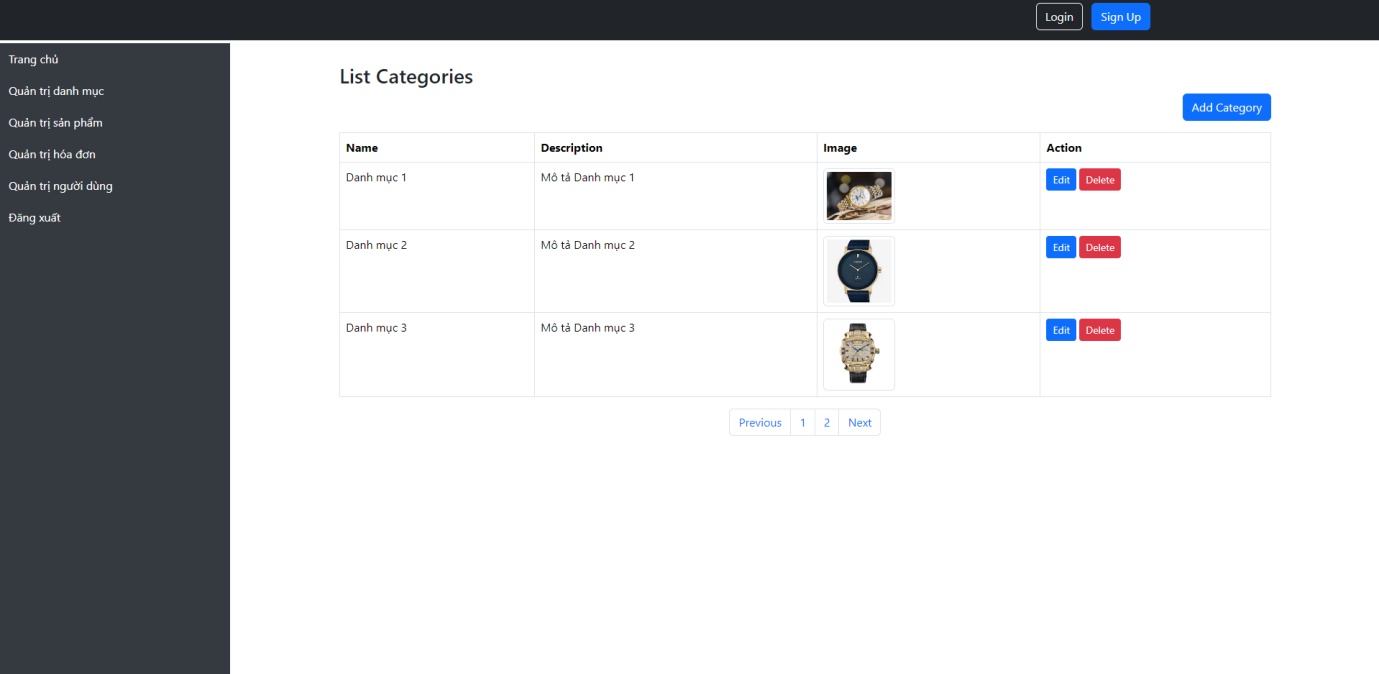 Login Sign Up
Trang chủ
Quản trị danh mục
Quản trị sản phẩm
Quản trị hóa đơn
Quản trị người dùng
Đăng xuất
List Categories
Add Category
Name Description Image Action
Danh mục 1 Mô tả Danh mục 1 Edit Delete
Danh mục 2 Mô tả Danh mục 2 Edit Delete
Danh mục 3 Mô tả Danh mục 3 Edit Delete
Previous 1 2 Next